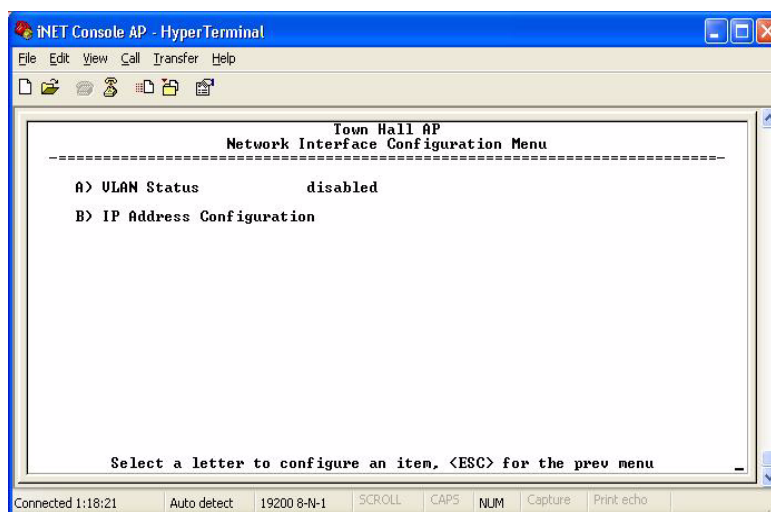 iNET Console AP - HyperTerminal
File Edit View Call Transfer Help
Town Hall AP
Network Interface Configuration Menu
-==========================================================================-
A) VLAN Status disabled
B) IP Address Configuration
Select a letter to configure an item, <ESC> for the prev menu _
Connected 1:18:21 Auto detect 19200 8-N-1 SCROLL CAPS NUM Capture Print echo